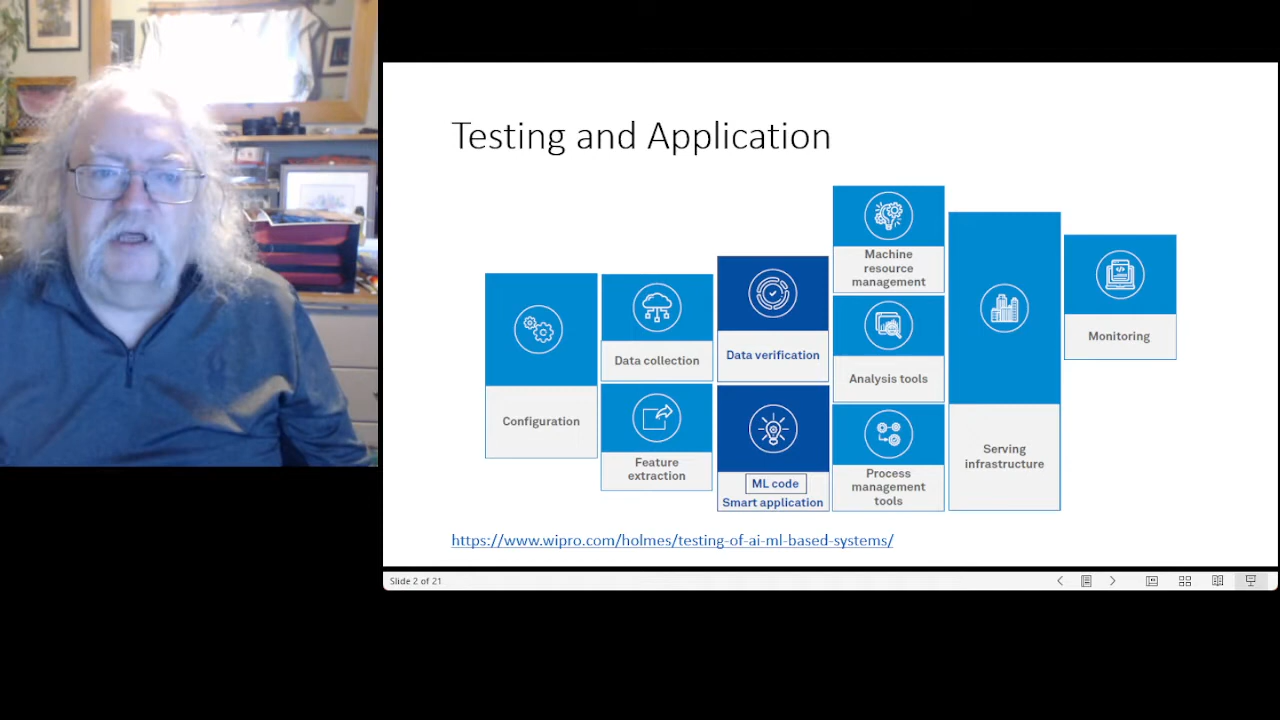 Testing and Application
Configuration
Data collection
Feature
extraction
Data verification
ML code
Smart application
Machine
resource
management
Analysis tools
Process
management
tools
Serving
infrastructure
Monitoring
https://www.wipro.com/holmes/testing-of-ai-ml-based-systems/
Slide 2 of 21